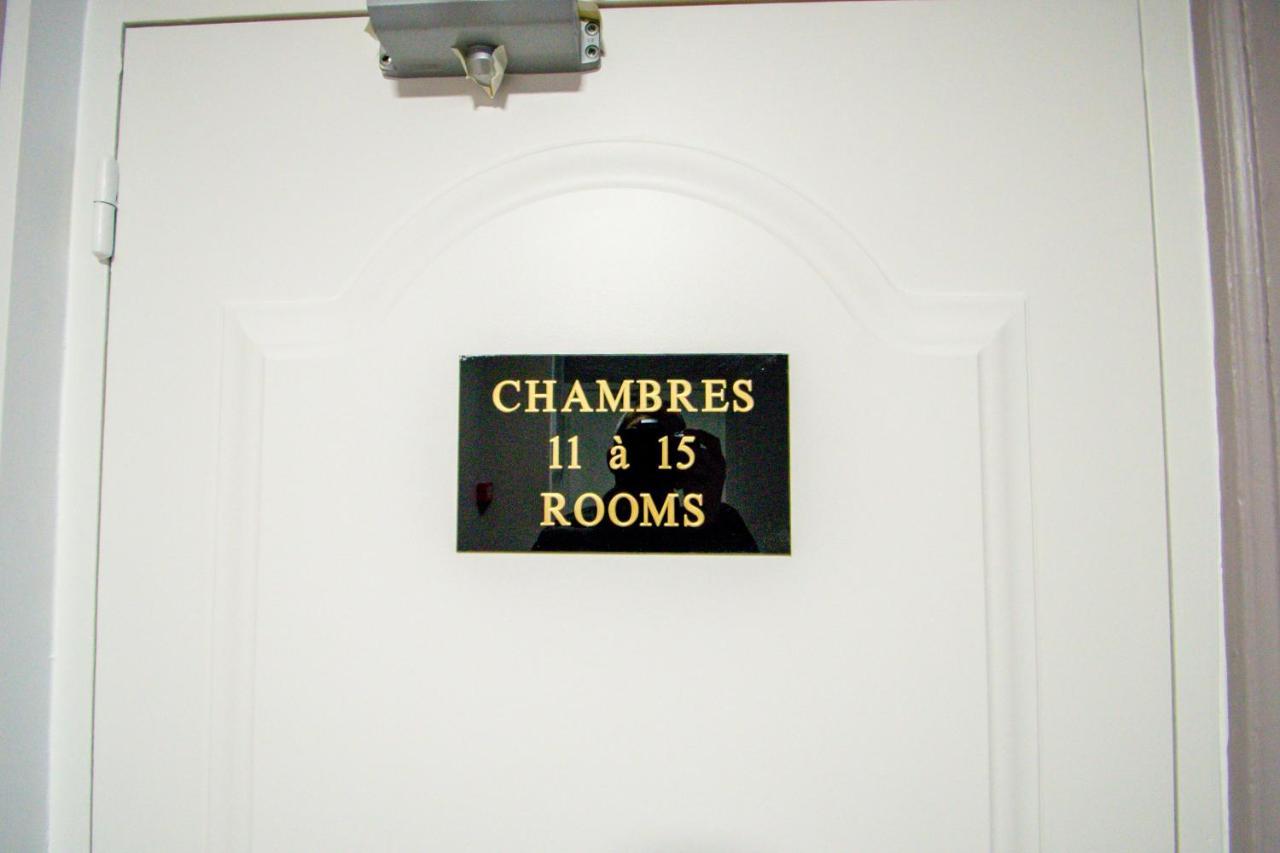 CHAMBRES
11 à 15
ROOMS